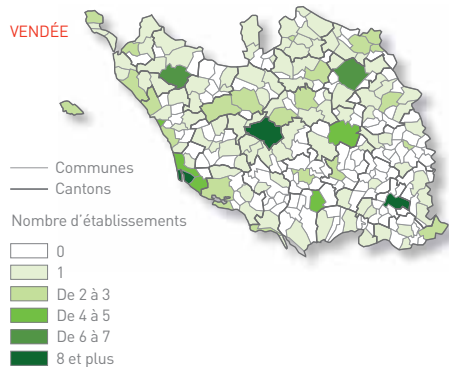 VENDÉE
Communes
Cantons
Nombre d'établissements
0
1
De 2 à 3
De 4 à 5
De 6 à 7
8 et plus